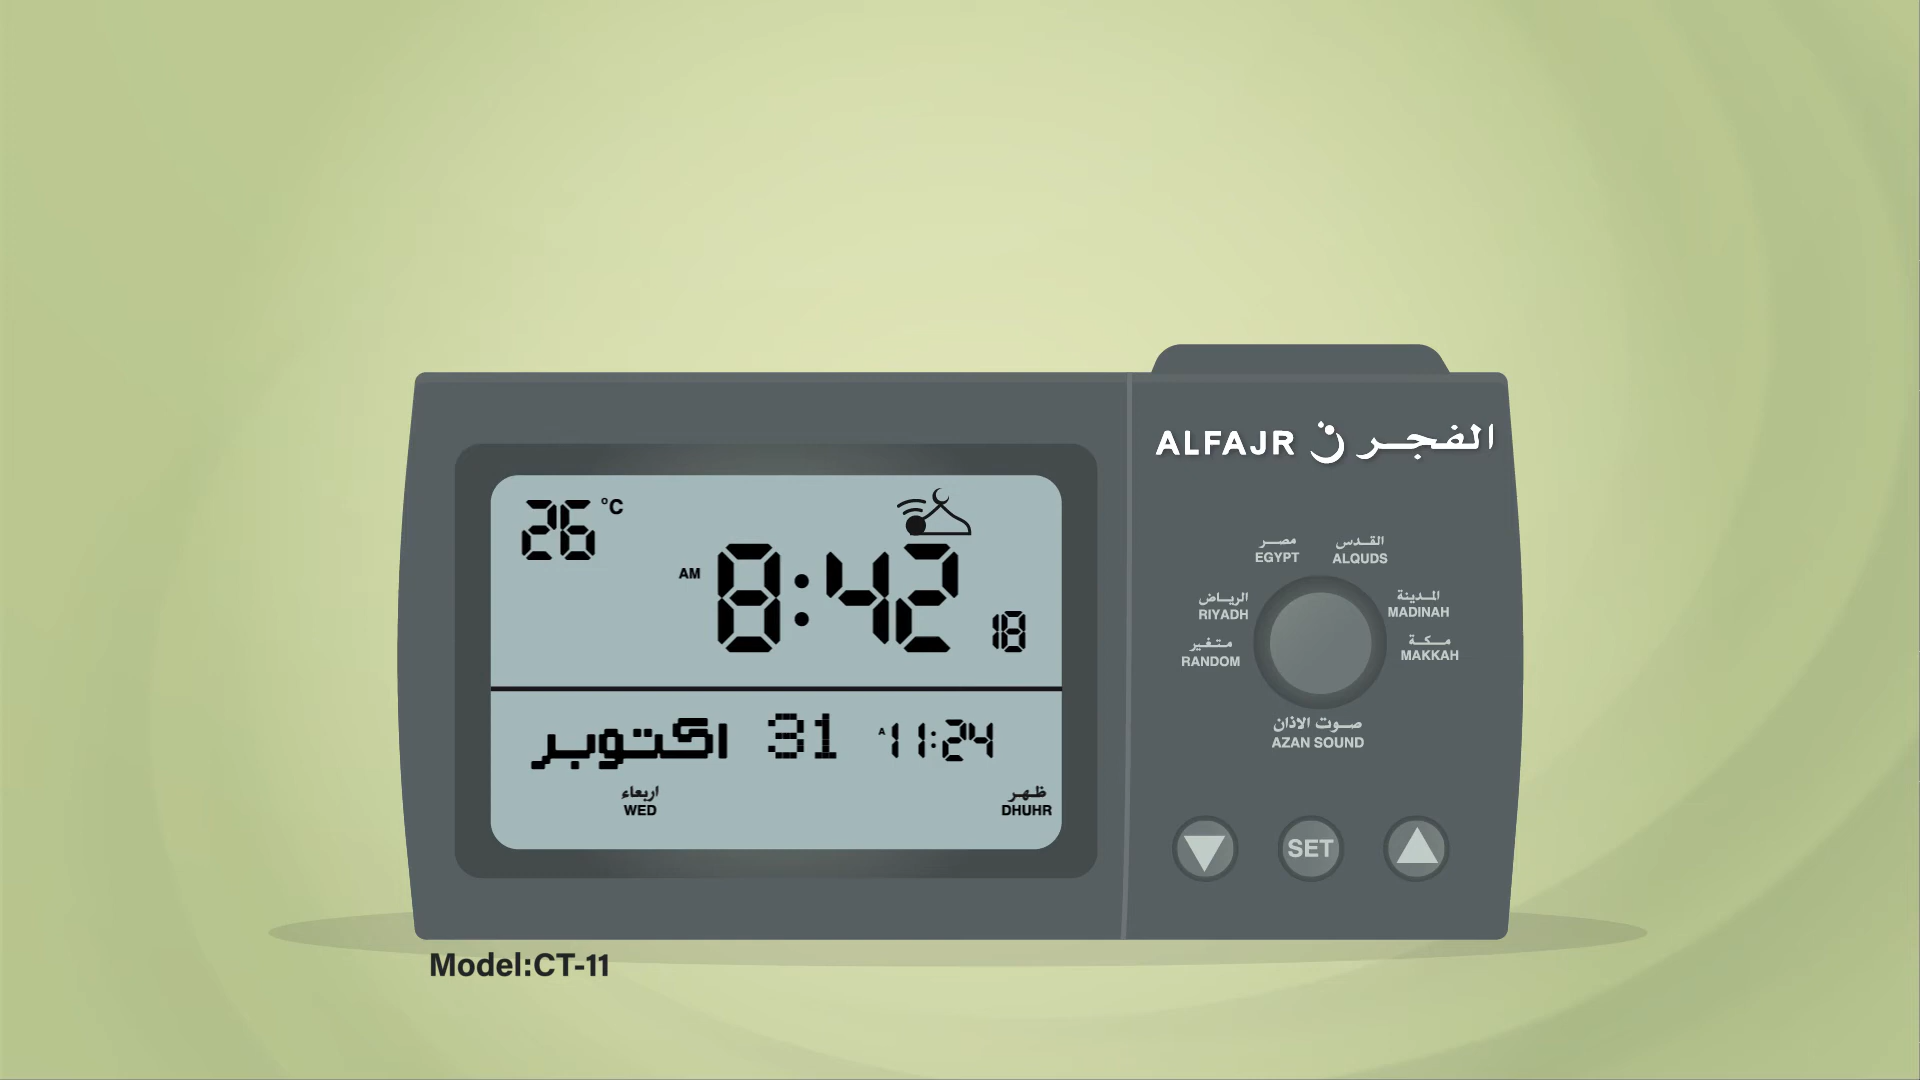 ALFAJR الفجر
26 °C
AM 8:42 18
اكتوبر 31 A 11:24
اربعاء
WED
ظهر
DHUHR
مصر
EGYPT
القدس
ALQUDS
الرياض
RIYADH
المدينة
MADINAH
متغير
RANDOM
مكة
MAKKAH
صوت الاذان
AZAN SOUND
SET
Model:CT-11